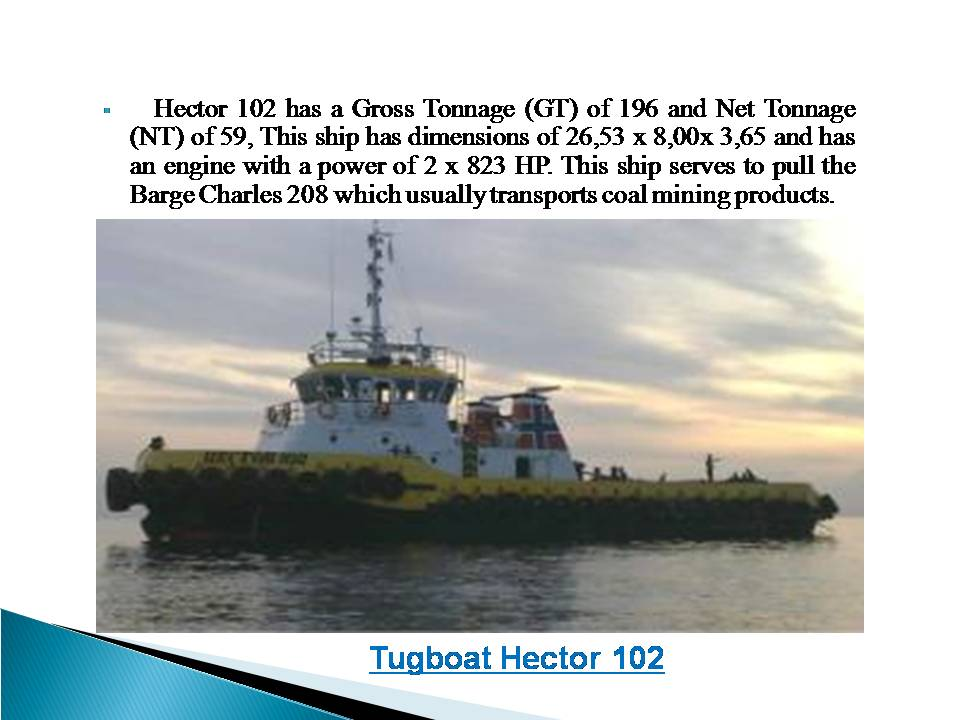 Hector 102 has a Gross Tonnage (GT) of 196 and Net Tonnage
(NT) of 59, This ship has dimensions of 26,53 x 8,00x 3,65 and has
an engine with a power of 2 x 823 HP. This ship serves to pull the
Barge Charles 208 which usually transports coal mining products.
HECTOR 102
Tugboat Hector 102